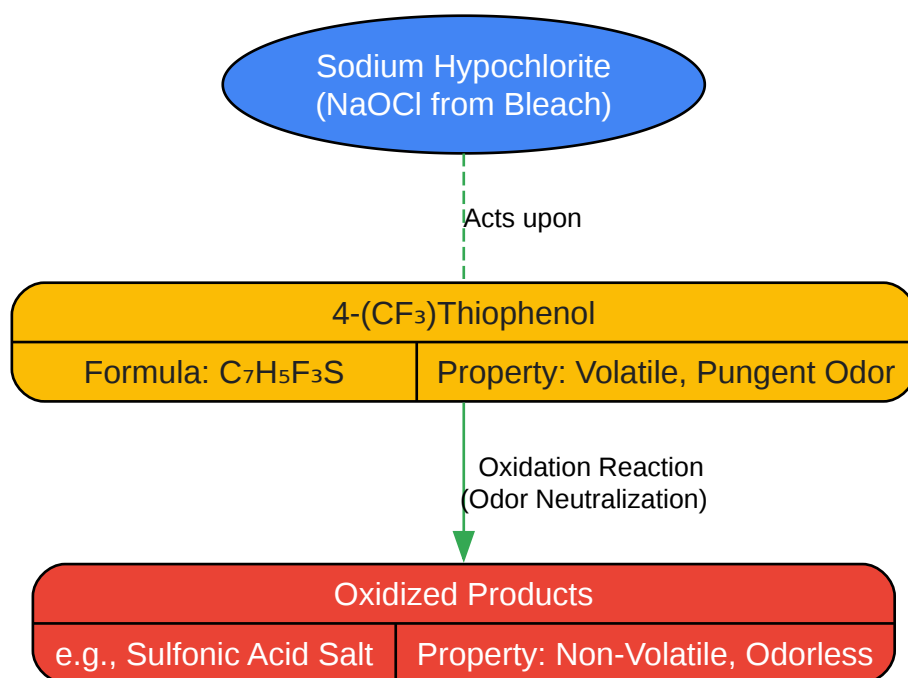 Sodium Hypochlorite
(NaOCl from Bleach)
Acts upon
4-(CF₃)Thiophenol
Formula: C₇H₅F₃S
Property: Volatile, Pungent Odor
Oxidation Reaction
(Odor Neutralization)
Oxidized Products
e.g., Sulfonic Acid Salt
Property: Non-Volatile, Odorless